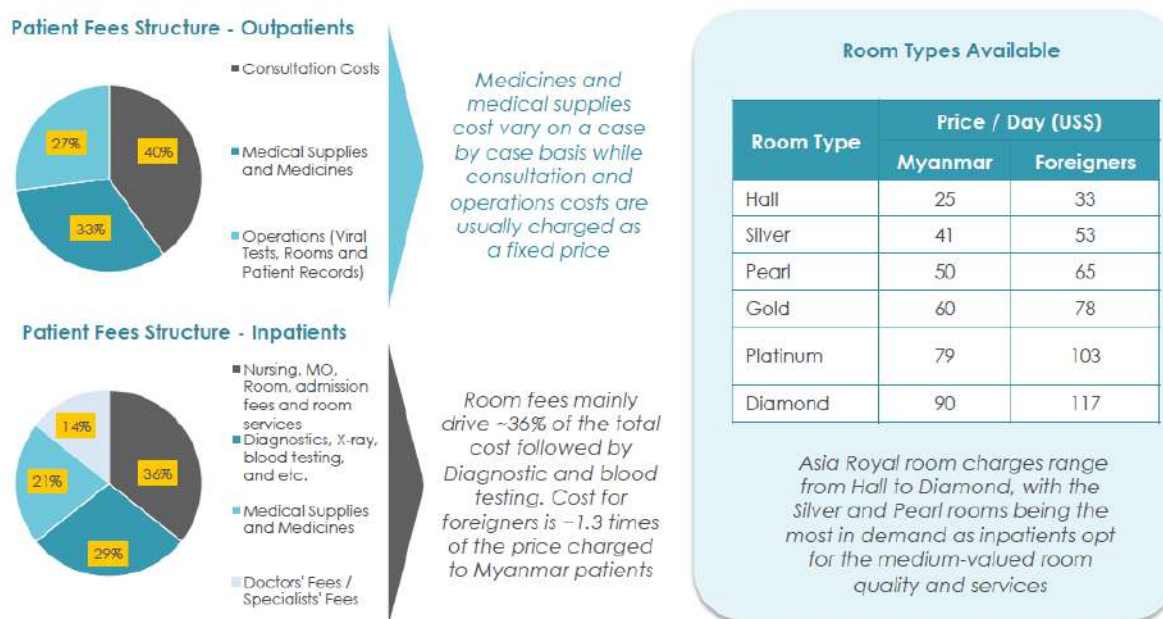 Patient Fees Structure - Outpatients
40%
33%
27%
Consultation Costs
Medical Supplies
and Medicines
Operations (Viral
Tests, Rooms and
Patient Records)
Medicines and
medical supplies
cost vary on a case
by case basis while
consultation and
operations costs are
usually charged as
a fixed price
Patient Fees Structure - Inpatients
36%
29%
21%
14%
Nursing, MO,
Room, admission
fees and room
services
Diagnostics, X-ray,
blood testing,
and etc.
Medical Supplies
and Medicines
Doctors' Fees /
Specialists' Fees
Room fees mainly
drive ~36% of the total
cost followed by
Diagnostic and blood
testing. Cost for
foreigners is ~1.3 times
of the price charged
to Myanmar patients
Room Types Available
Room Type Price / Day (US$)
Myanmar Foreigners
Hall 25 33
Silver 41 53
Pearl 50 65
Gold 60 78
Platinum 79 103
Diamond 90 117
Asia Royal room charges range
from Hall to Diamond, with the
Silver and Pearl rooms being the
most in demand as inpatients opt
for the medium-valued room
quality and services